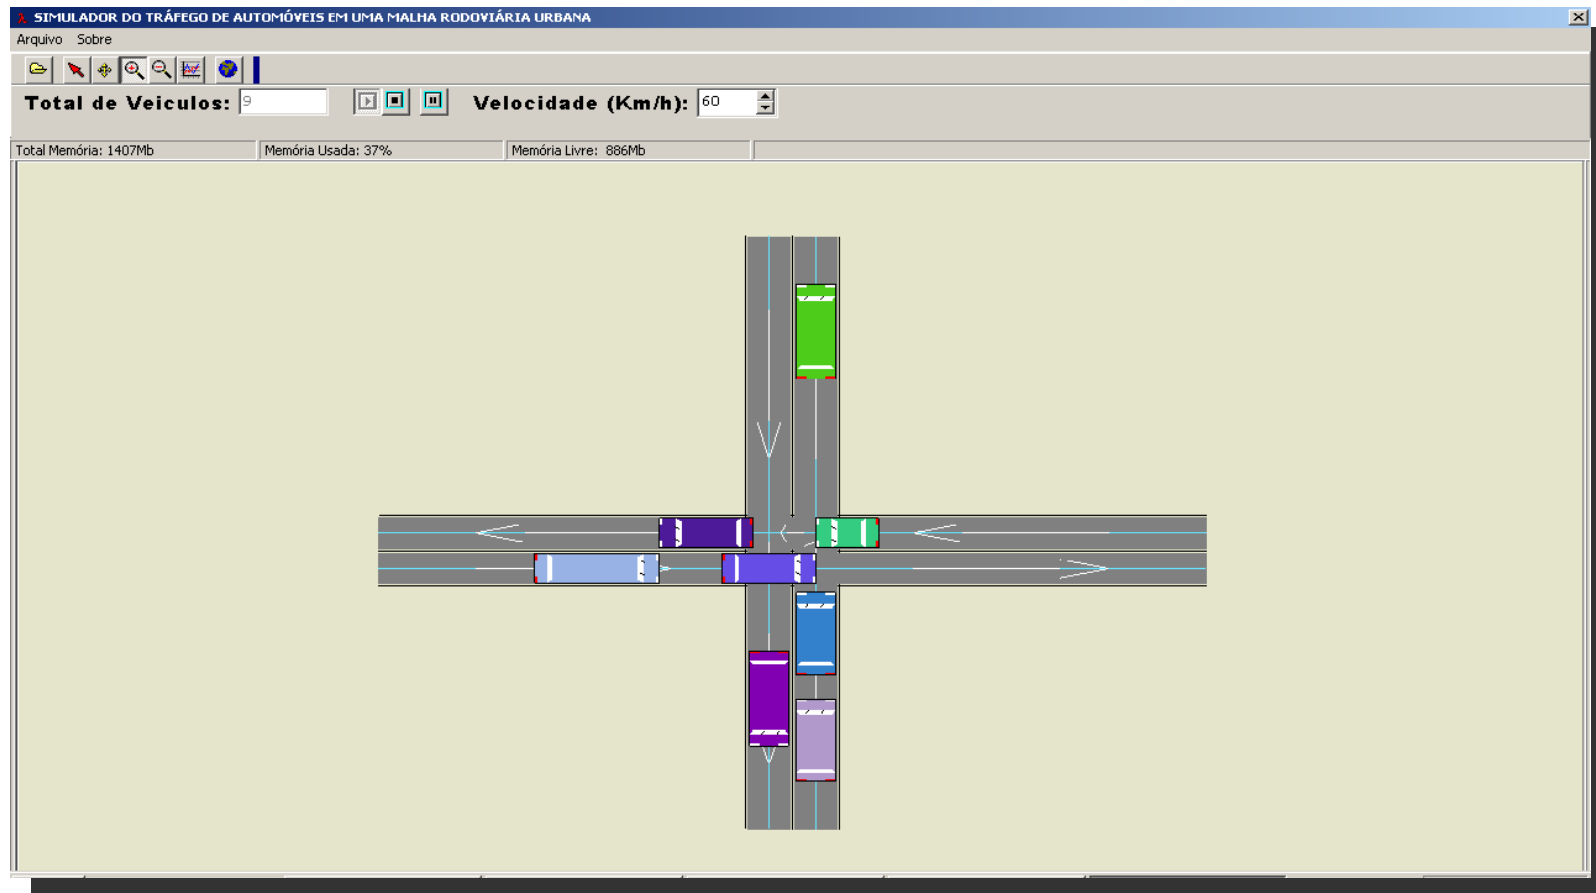 SIMULADOR DO TRÁFEGO DE AUTOMÓVEIS EM UMA MALHA RODOVIÁRIA URBANA
Arquivo Sobre
Total de Veiculos: 9 Velocidade (Km/h): 60
Total Memória: 1407Mb Memória Usada: 37% Memória Livre: 886Mb